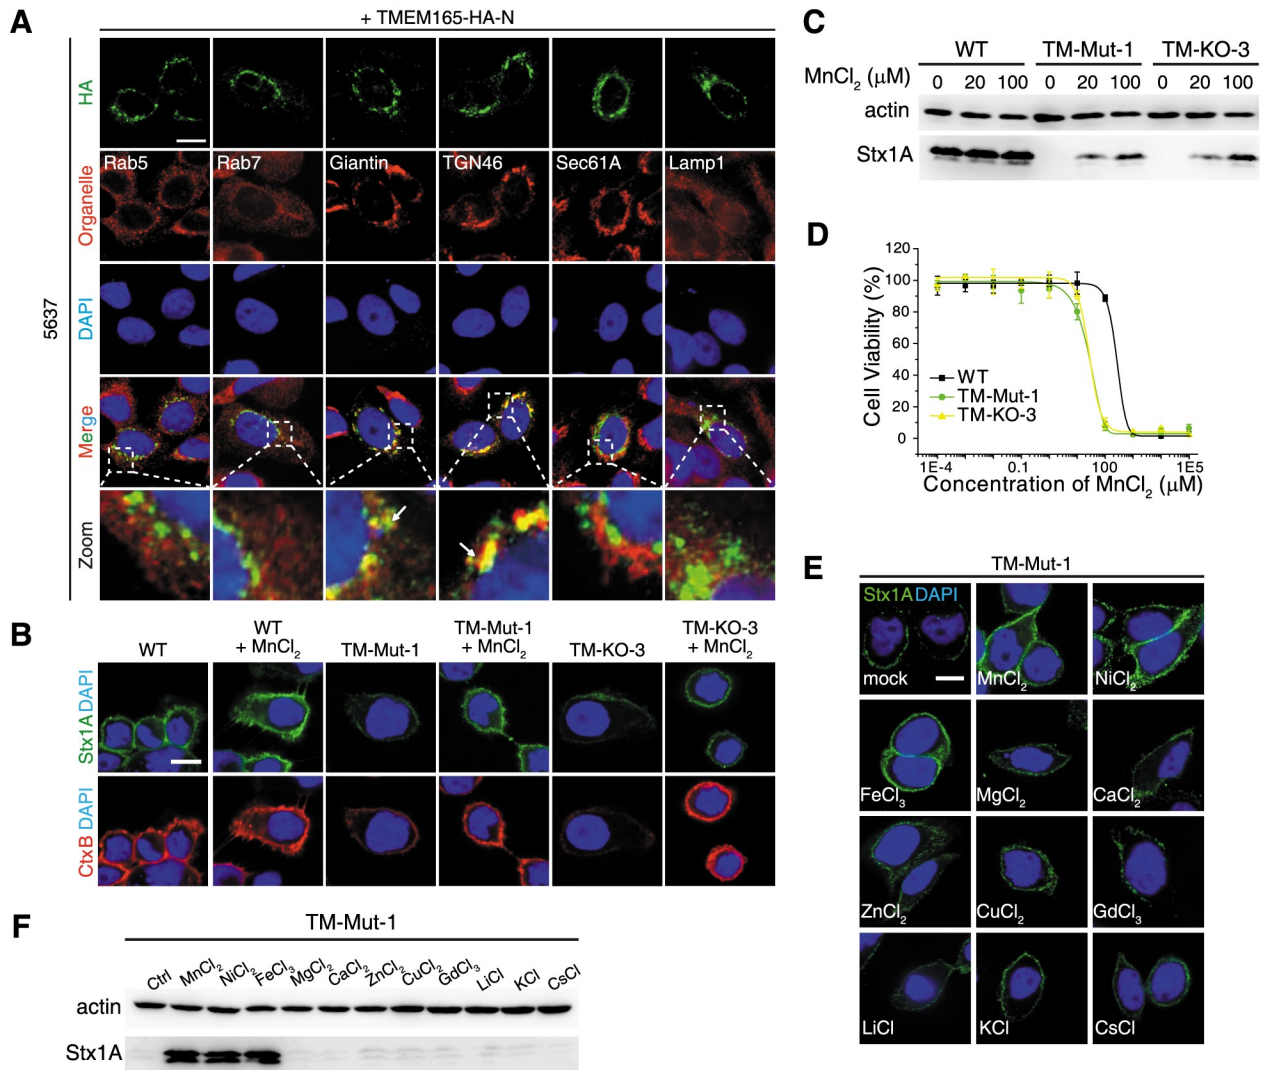 A
+ TMEM165-HA-N
5637
HA
Organelle
DAPI
Merge
Zoom
Rab5 Rab7 Giantin TGN46 Sec61A Lamp1
B
WT
WT + MnCl2
TM-Mut-1
TM-Mut-1 + MnCl2
TM-KO-3
TM-KO-3 + MnCl2
Stx1A DAPI
CtxB DAPI
C
WT TM-Mut-1 TM-KO-3
MnCl2 (μM) 0 20 100 0 20 100 0 20 100
actin
Stx1A
D
Cell Viability (%)
120
100
80
60
40
20
0
WT
TM-Mut-1
TM-KO-3
1E-4 0.1 100 1E5
Concentration of MnCl2 (μM)
E
TM-Mut-1
Stx1A DAPI
mock MnCl2 NiCl2
FeCl3 MgCl2 CaCl2
ZnCl2 CuCl2 GdCl3
LiCl KCl CsCl
F
TM-Mut-1
Ctrl MnCl2 NiCl2 FeCl3 MgCl2 CaCl2 ZnCl2 CuCl2 GdCl3 LiCl KCl CsCl
actin
Stx1A